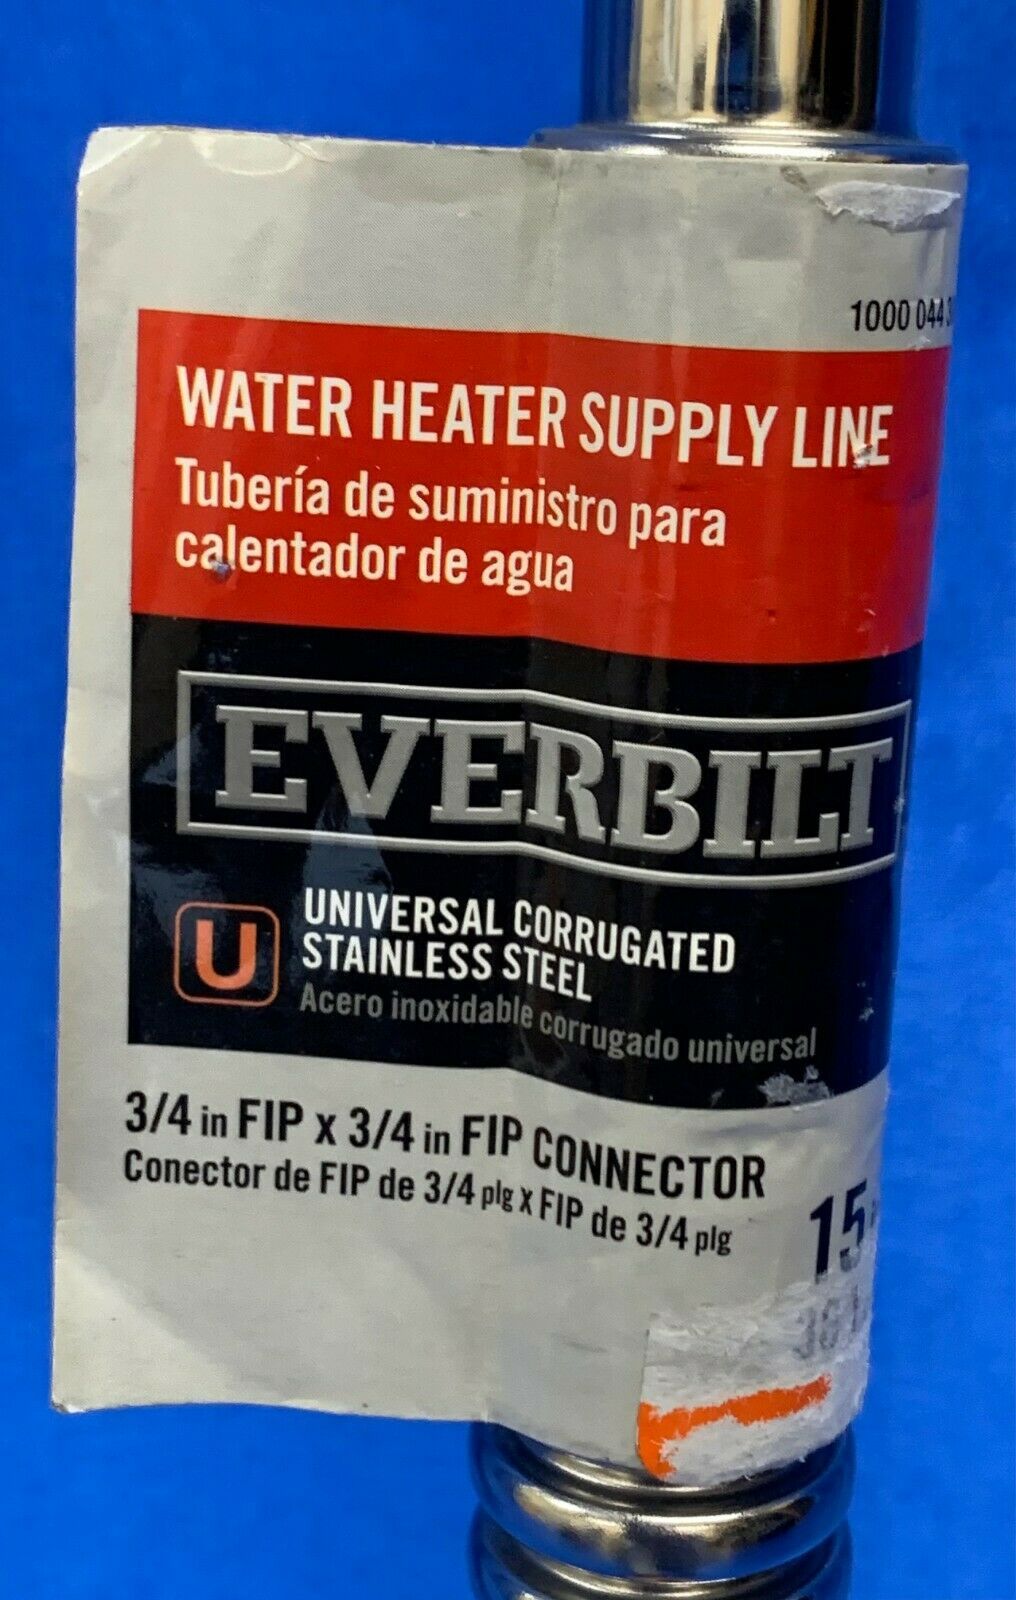 1000 044
WATER HEATER SUPPLY LINE
Tubería de suministro para
calentador de agua
EVERBILT
U
UNIVERSAL CORRUGATED
STAINLESS STEEL
Acero inoxidable corrugado universal
3/4 in FIP x 3/4 in FIP CONNECTOR
Conector de FIP de 3/4 plg x FIP de 3/4 plg
15